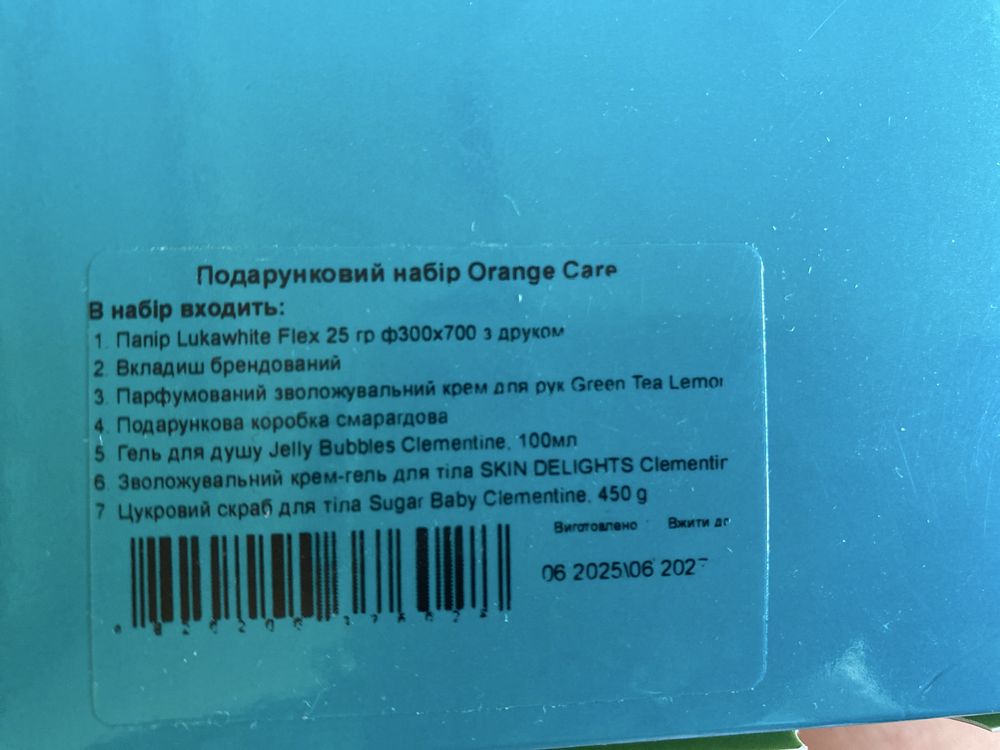 Подарунковий набір Orange Care
В набір входить:
1. Папір Lukawhite Flex 25 гр ф300х700 з друком
2. Вкладиш брендований
3. Парфумований зволожувальний крем для рук Green Tea
4. Подарункова коробка смарагдова
5. Гель для душу Jelly Bubbles Clementine, 100мл
6. Зволожувальний крем-гель для тіла SKIN DELIGHTS
7 Цукровий скраб для тіла Sugar Baby Clementine. 450 g
Виготовлено Вжити
06 2025\06